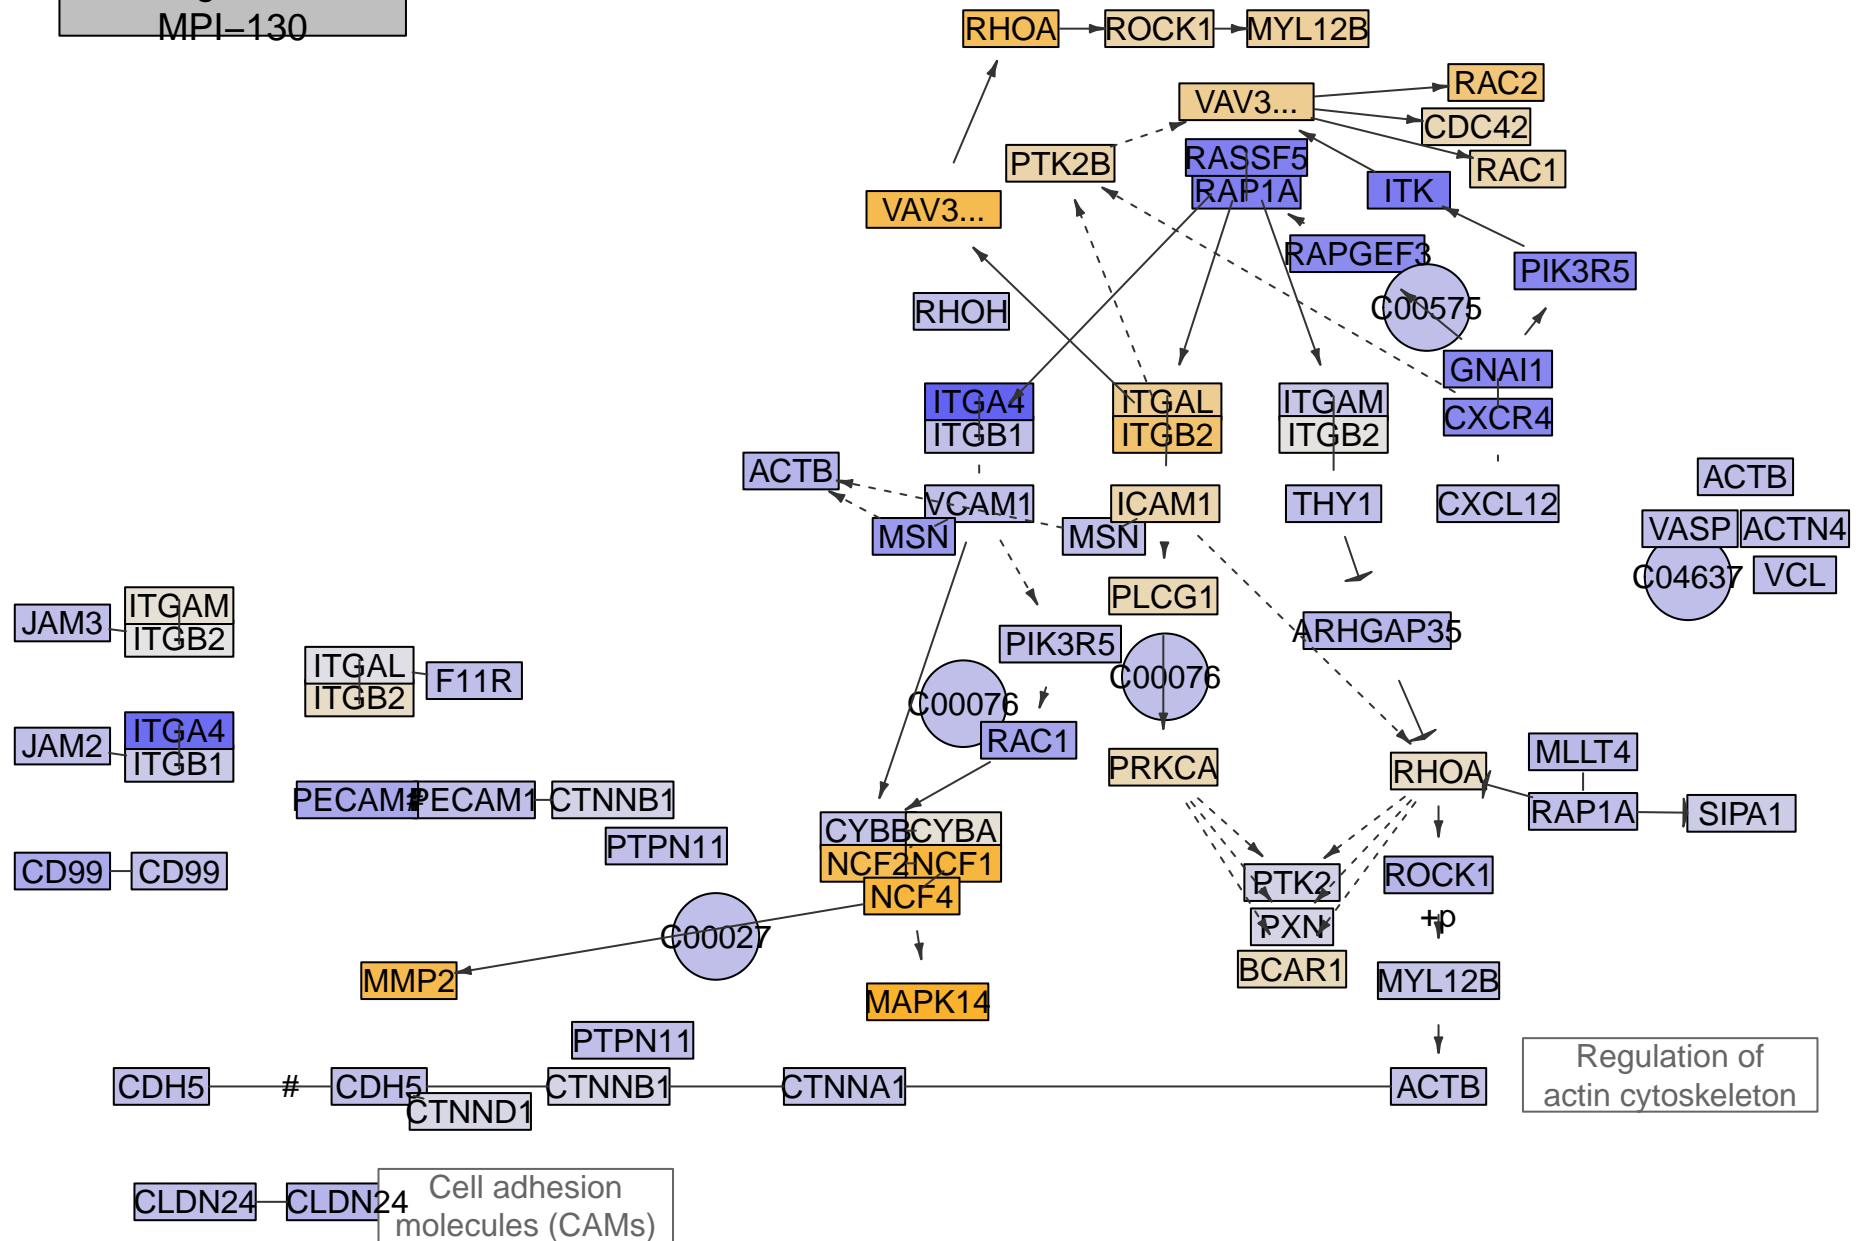 MPI−130
RHOA
ROCK1
MYL12B
RAC2
VAV3...
CDC42
PTK2B
RASSF5
RAC1
RAP1A
ITK
VAV3...
RAPGEF3
PIK3R5
RHOH
C00575
GNAI1
ITGA4
ITGAL
ITGAM
CXCR4
ITGB1
ITGB2
ITGB2
ACTB
ACTB
VCAM1
ICAM1
THY1
CXCL12
MSN
MSN
VASP
ACTN4
C04637
VCL
PLCG1
ITGAM
JAM3
ITGB2
ARHGAP35
PIK3R5
ITGAL
F11R
C00076
ITGB2
C00076
ITGA4
JAM2
RAC1
ITGB1
MLLT4
PRKCA
RHOA
PECAM1
#
PECAM1
CTNNB1
RAP1A
SIPA1
CYBB
CYBA
PTPN11
NCF2
NCF1
CD99
CD99
PTK2
ROCK1
NCF4
+p
C00027
PXN
BCAR1
MMP2
MYL12B
MAPK14
PTPN11
Regulation of
actin cytoskeleton
CDH5
#
CDH5
CTNNB1
CTNNA1
ACTB
CTNND1
CLDN24
CLDN24
Cell adhesion
molecules (CAMs)